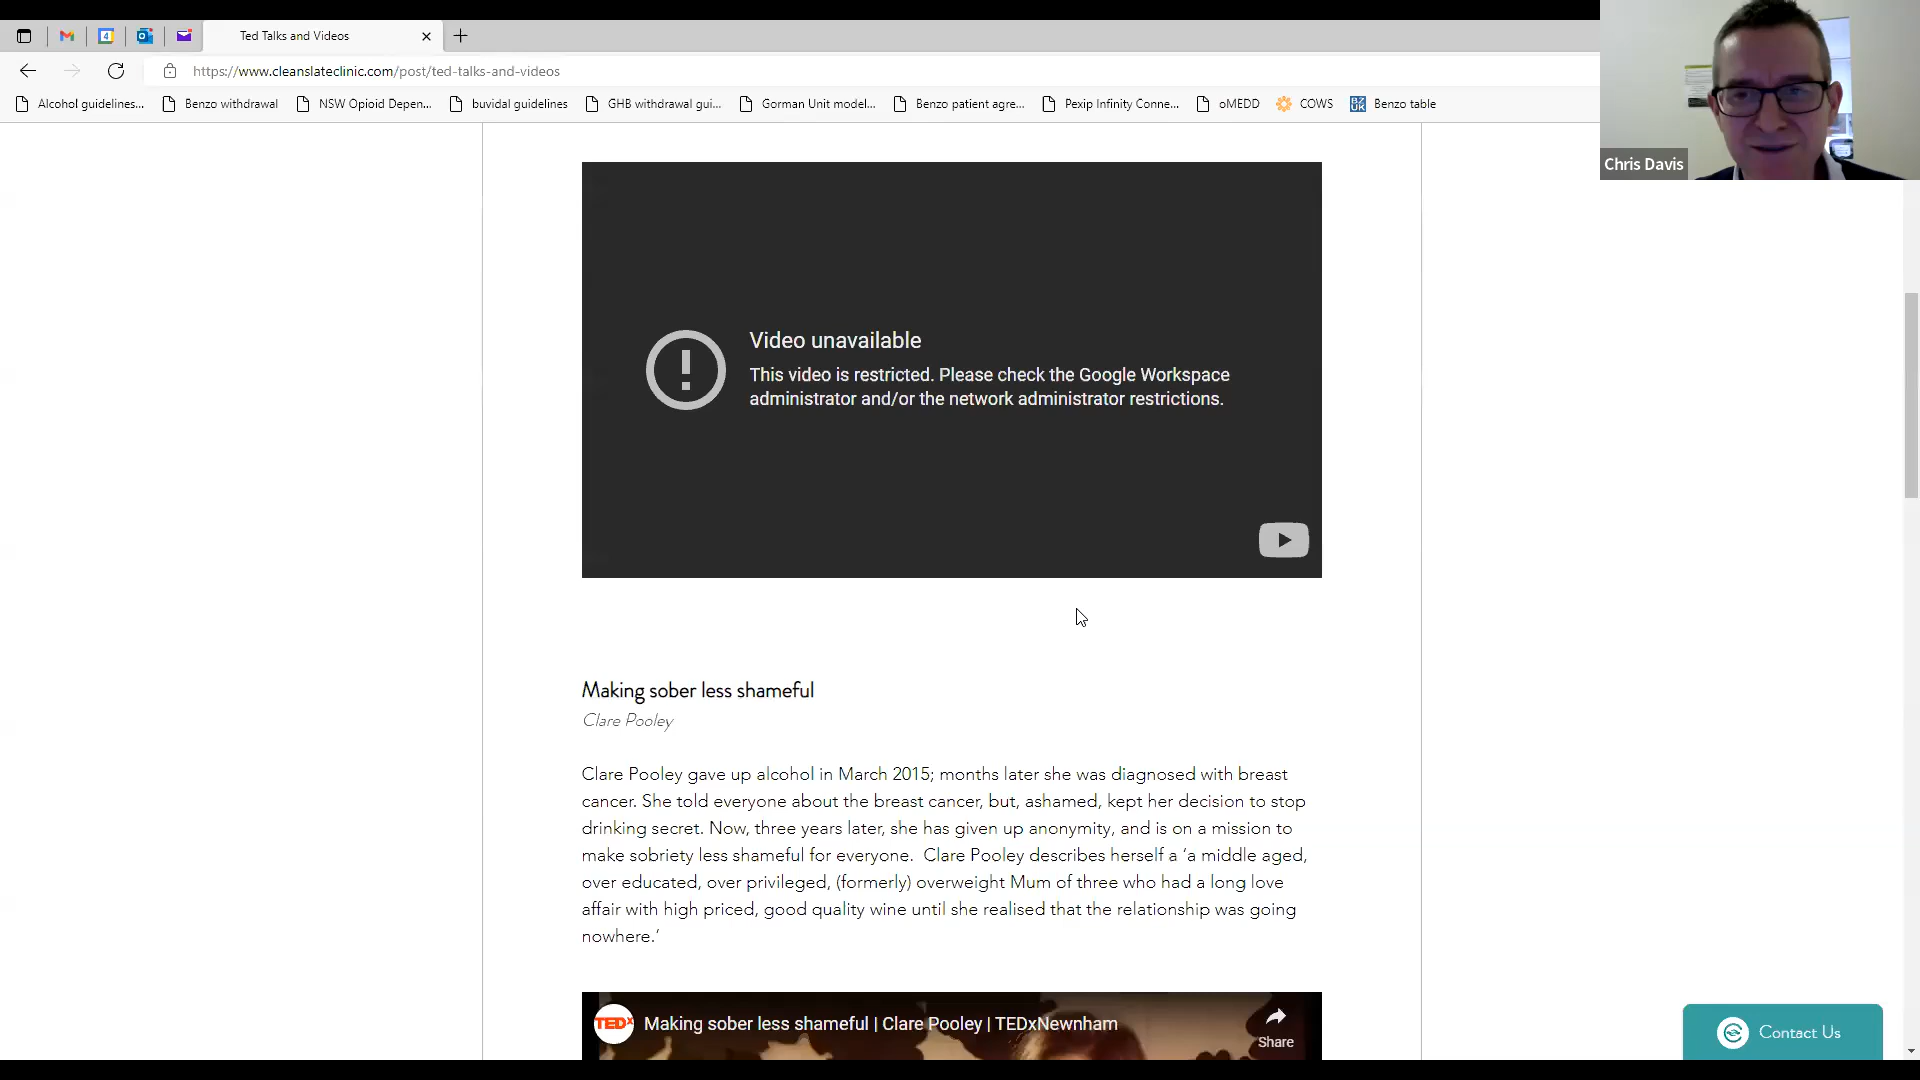 Ted Talks and Videos
https://www.cleanslateclinic.com/post/ted-talks-and-videos
Alcohol guidelines... Benzo withdrawal NSW Opioid Depen... buvidal guidelines GHB withdrawal gui... Gorman Unit model... Benzo patient agre... Pexip Infinity Conne... oMEDD COWS Benzo table
Chris Davis
Video unavailable
This video is restricted. Please check the Google Workspace
administrator and/or the network administrator restrictions.
Making sober less shameful
Clare Pooley
Clare Pooley gave up alcohol in March 2015; months later she was diagnosed with breast
cancer. She told everyone about the breast cancer, but, ashamed, kept her decision to stop
drinking secret. Now, three years later, she has given up anonymity, and is on a mission to
make sobriety less shameful for everyone.  Clare Pooley describes herself a ‘a middle aged,
over educated, over privileged, (formerly) overweight Mum of three who had a long love
affair with high priced, good quality wine until she realised that the relationship was going
nowhere.’
TEDx Making sober less shameful | Clare Pooley | TEDxNewnham
Share
Contact Us